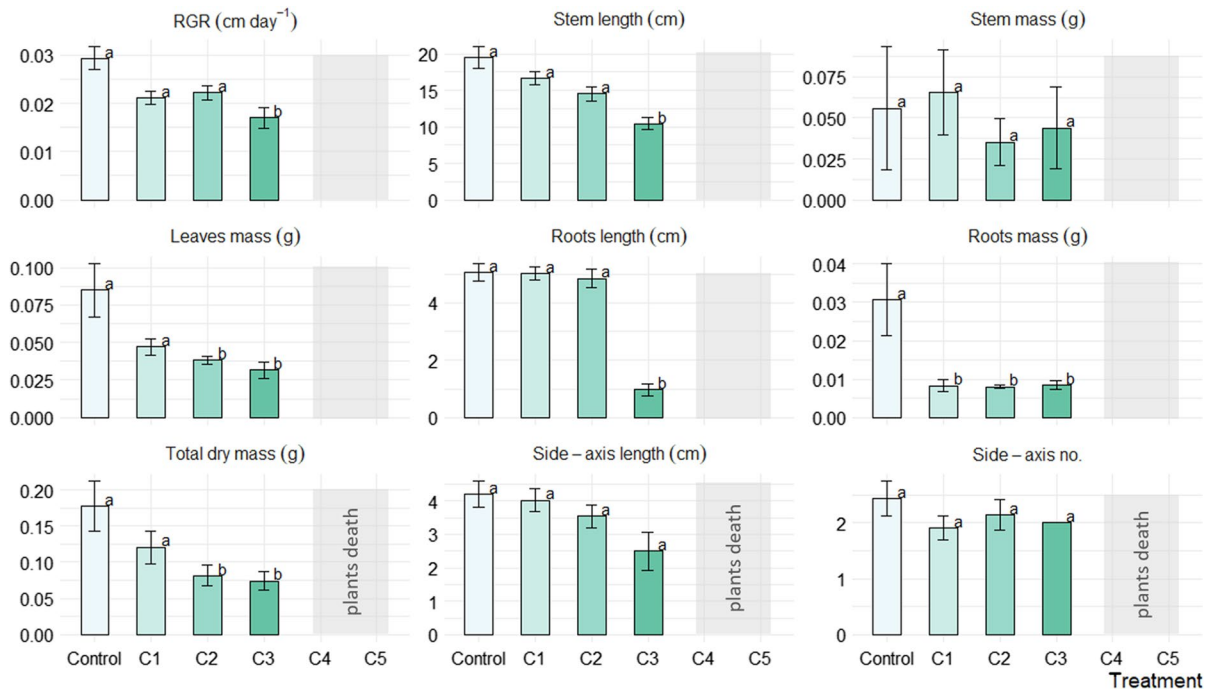 RGR (cm day⁻¹)
Stem length (cm)
Stem mass (g)
0.03
0.02
0.01
0.00
a
a
a
b
20
15
10
5
0
a
a
a
b
0.075
0.050
0.025
0.000
a
a
a
a
Leaves mass (g)
Roots length (cm)
Roots mass (g)
0.100
0.075
0.050
0.025
0.000
a
a
b
b
4
2
0
a
a
a
b
0.04
0.03
0.02
0.01
0.00
a
b
b
b
Total dry mass (g)
Side – axis length (cm)
Side – axis no.
0.20
0.15
0.10
0.05
0.00
a
a
b
b
plants death
4
3
2
1
0
a
a
a
a
plants death
2
1
0
a
a
a
a
plants death
Control C1 C2 C3 C4 C5
Control C1 C2 C3 C4 C5
Control C1 C2 C3 C4 C5
Treatment